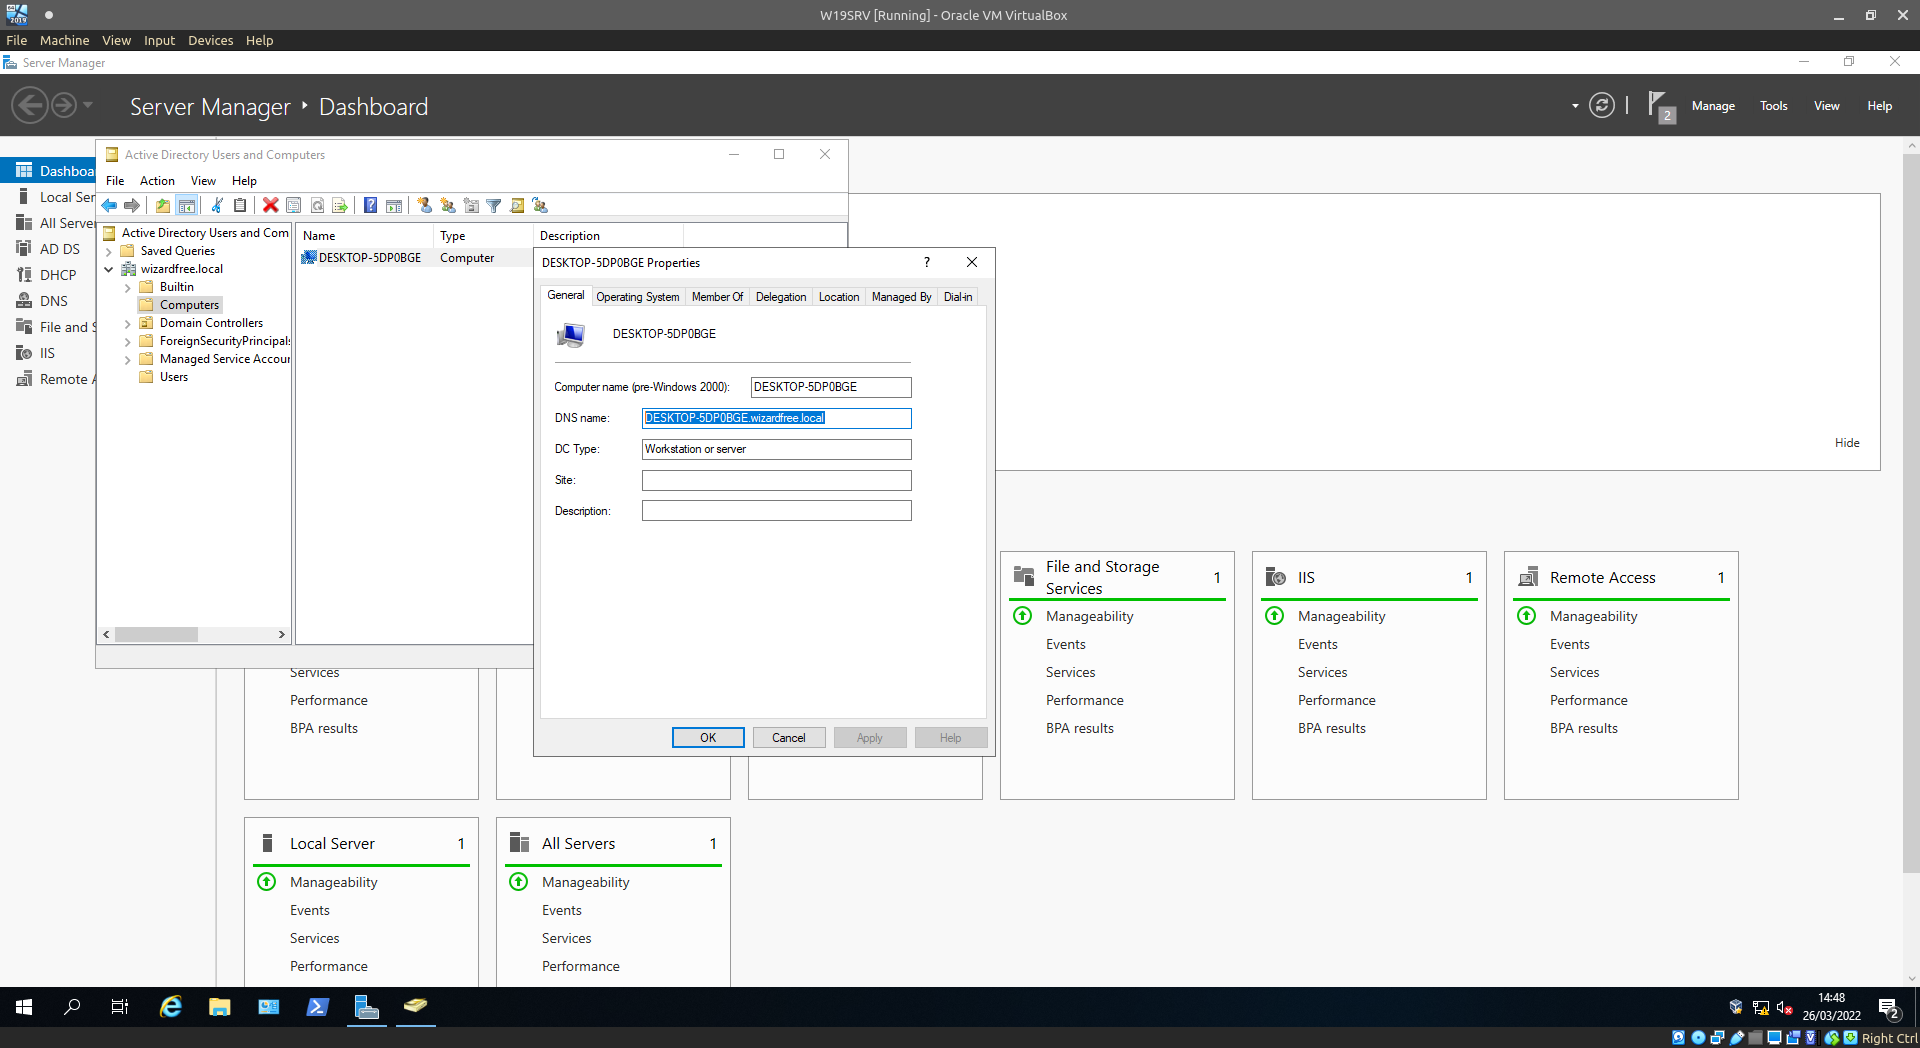 W19SRV [Running] - Oracle VM VirtualBox
File Machine View Input Devices Help
Server Manager
Server Manager ‣ Dashboard
2
Manage Tools View Help
Active Directory Users and Computers
File Action View Help
Dashboa
Local Ser
All Server
AD DS
DHCP
DNS
File and S
IIS
Remote A
Active Directory Users and Com
Saved Queries
wizardfree.local
Builtin
Computers
Domain Controllers
ForeignSecurityPrincipals
Managed Service Accour
Users
Name Type Description
DESKTOP-5DP0BGE Computer
DESKTOP-5DP0BGE Properties
?
General Operating System Member Of Delegation Location Managed By Dial-in
DESKTOP-5DP0BGE
Computer name (pre-Windows 2000): DESKTOP-5DP0BGE
DNS name: DESKTOP-5DP0BGE.wizardfree.local
DC Type: Workstation or server
Site:
Description:
OK Cancel Apply Help
Hide
Services
Performance
BPA results
File and Storage Services 1
Manageability
Events
Services
Performance
BPA results
IIS 1
Manageability
Events
Services
Performance
BPA results
Remote Access 1
Manageability
Events
Services
Performance
BPA results
Local Server 1
Manageability
Events
Services
Performance
All Servers 1
Manageability
Events
Services
Performance
14:48
26/03/2022
2
Right Ctrl